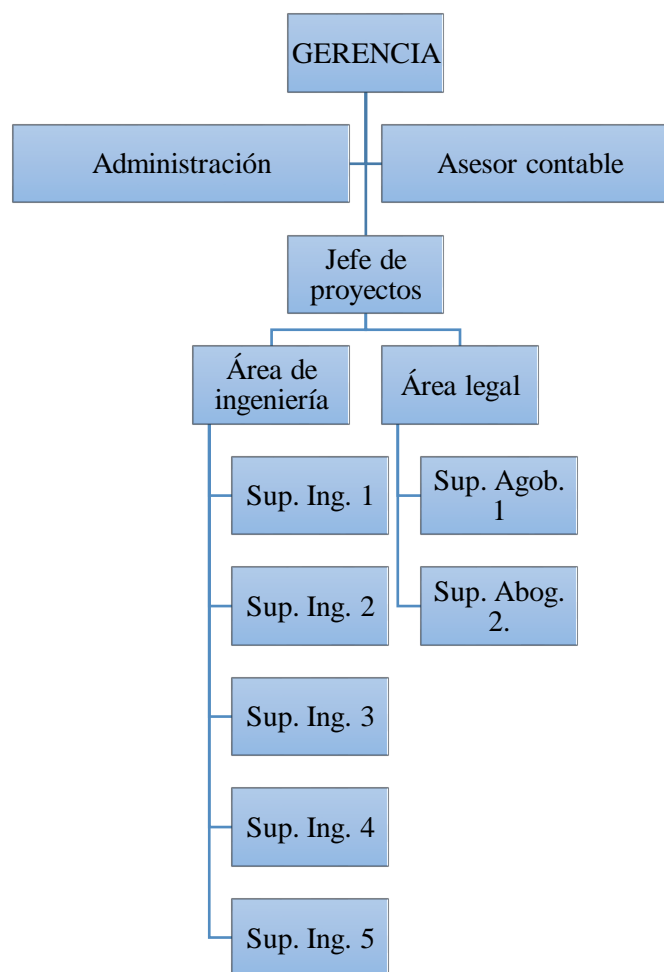 GERENCIA
Administración
Asesor contable
Jefe de
proyectos
Área de
ingeniería
Área legal
Sup. Ing. 1
Sup. Agob.
1
Sup. Ing. 2
Sup. Abog.
2.
Sup. Ing. 3
Sup. Ing. 4
Sup. Ing. 5